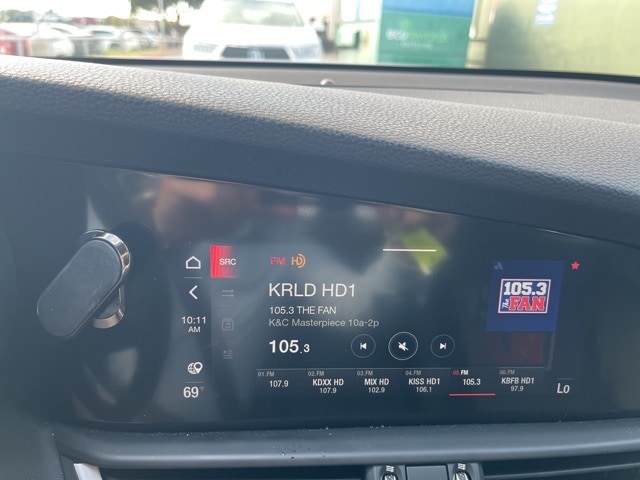 SRC
FM HD
KRLD HD1
105.3 THE FAN
K&C Masterpiece 10a-2p
105.3
10:11
AM
69°
105.3
THE FAN
01. FM
107.9
02. FM
KDXX HD
107.9
03. FM
MIX HD
102.9
04. FM
KISS HD1
106.1
05. FM
105.3
06. FM
KBFB HD1
97.9
Lo